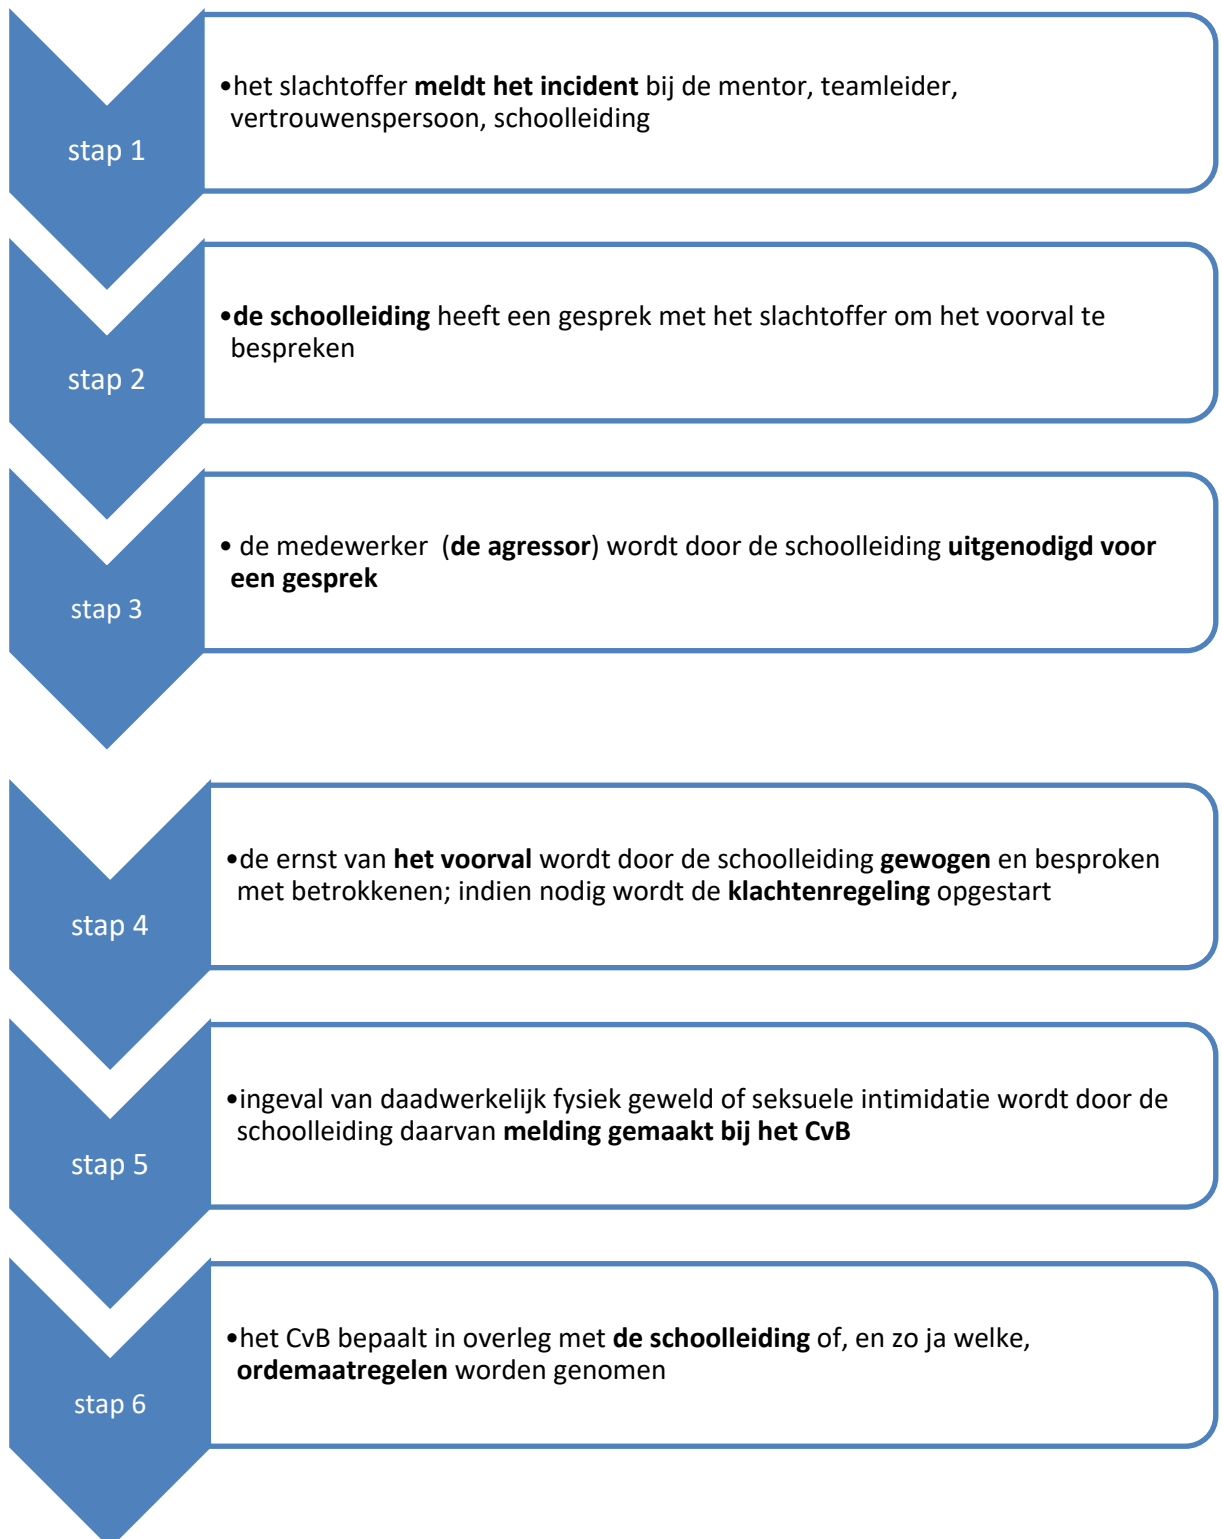 stap 1
•het slachtoffer meldt het incident bij de mentor, teamleider,
vertrouwenspersoon, schoolleiding
stap 2
•de schoolleiding heeft een gesprek met het slachtoffer om het voorval te
bespreken
stap 3
• de medewerker (de agressor) wordt door de schoolleiding uitgenodigd voor
een gesprek
stap 4
•de ernst van het voorval wordt door de schoolleiding gewogen en besproken
met betrokkenen; indien nodig wordt de klachtenregeling opgestart
stap 5
•ingeval van daadwerkelijk fysiek geweld of seksuele intimidatie wordt door de
schoolleiding daarvan melding gemaakt bij het CvB
stap 6
•het CvB bepaalt in overleg met de schoolleiding of, en zo ja welke,
ordemaatregelen worden genomen